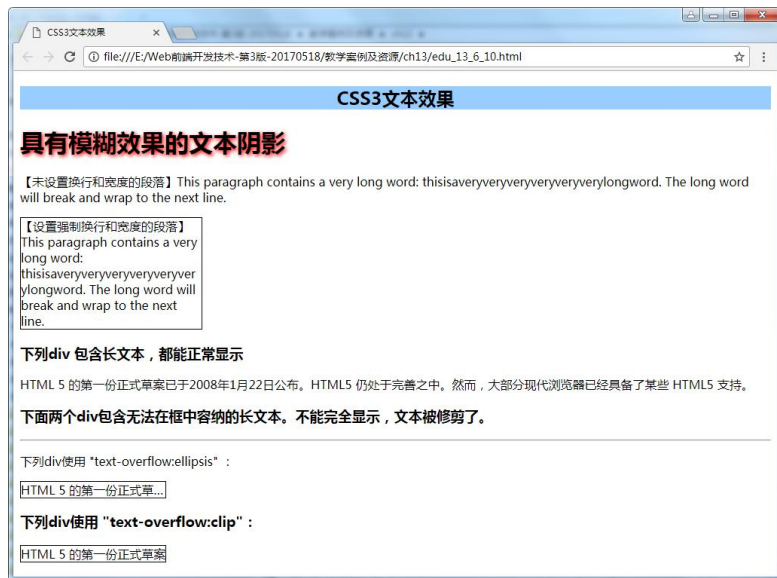 CSS3文本效果
file:///E:/Web前端开发技术-第3版-20170518/教学案例及资源/ch13/edu_13_6_10.html
CSS3文本效果
具有模糊效果的文本阴影
【未设置换行和宽度的段落】This paragraph contains a very long word: thisisaveryveryveryveryveryverylongword. The long word
will break and wrap to the next line.
【设置强制换行和宽度的段落】
This paragraph contains a very
long word:
thisisaveryveryveryveryveryver
ylongword. The long word will
break and wrap to the next
line.
下列div 包含长文本，都能正常显示
HTML 5 的第一份正式草案已于2008年1月22日公布。HTML5 仍处于完善之中。然而，大部分现代浏览器已经具备了某些 HTML5 支持。
下面两个div包含无法在框中容纳的长文本。不能完全显示，文本被修剪了。
下列div使用 "text-overflow:ellipsis" ：
HTML 5 的第一份正式草...
下列div使用 "text-overflow:clip"：
HTML 5 的第一份正式草案